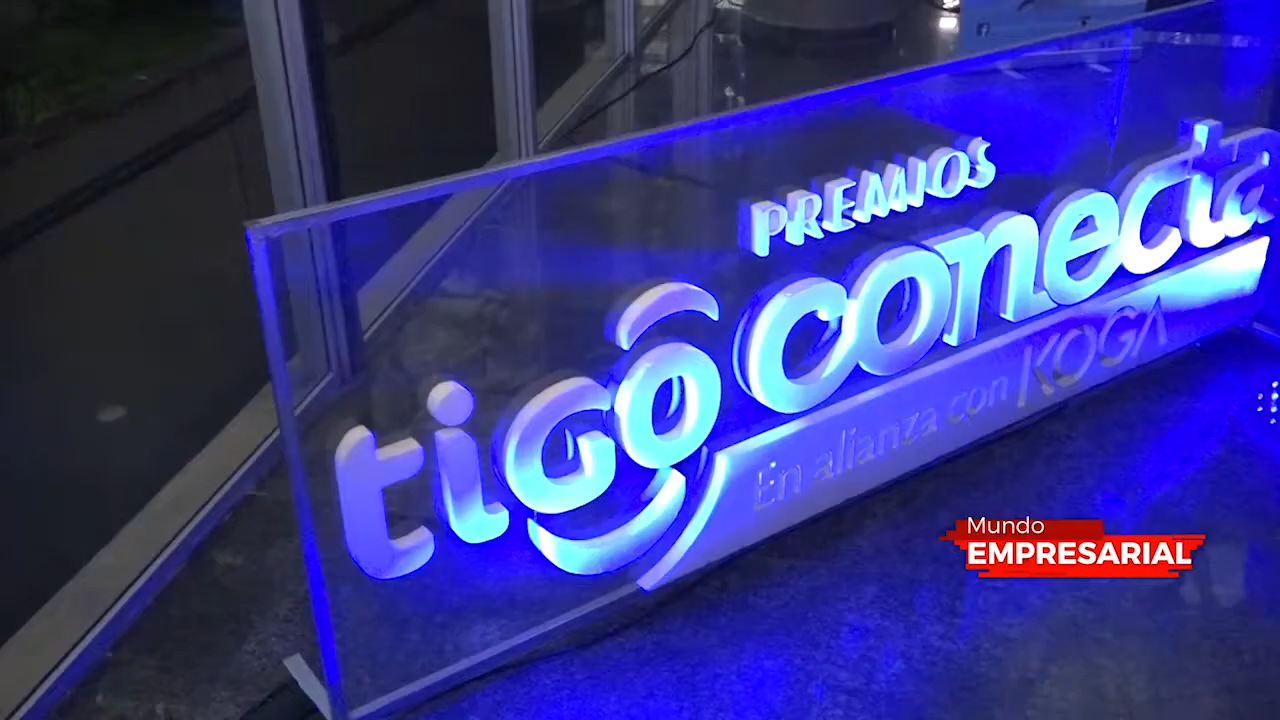 PREMIOS
tigo conecta
En alianza con KOGA
Mundo
EMPRESARIAL